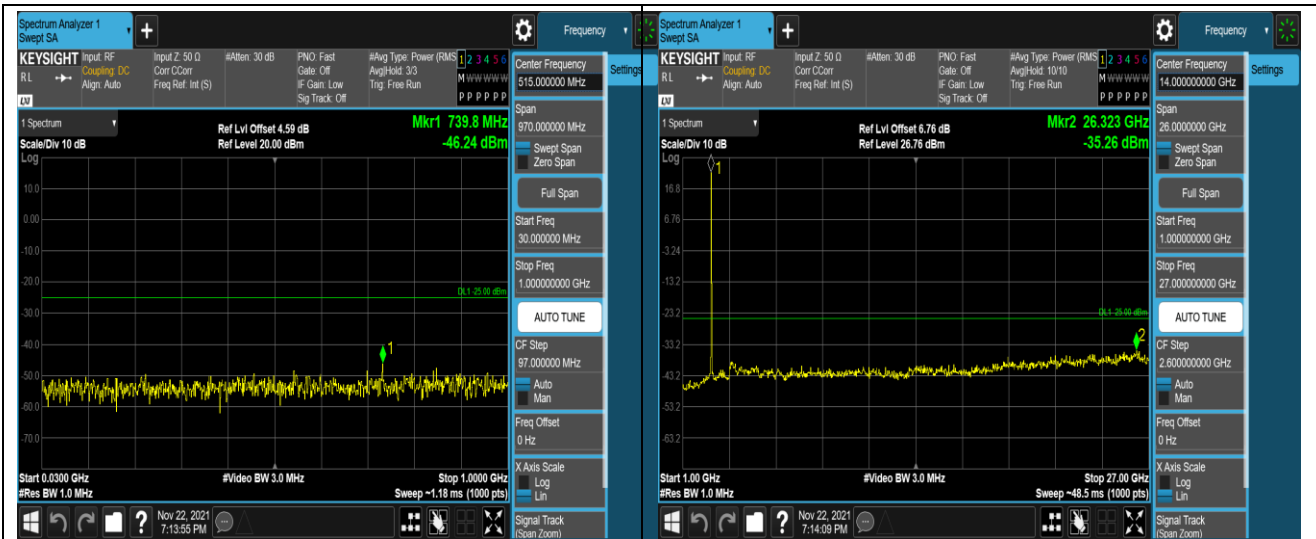 Spectrum Analyzer 1
Swept SA
+
Frequency
KEYSIGHT
RL
LXI
Input: RF
Coupling: DC
Align: Auto
Input Z: 50 Ω
Corr CCorr
Freq Ref: Int (S)
#Atten: 30 dB
PNO: Fast
Gate: Off
IF Gain: Low
Sig Track: Off
#Avg Type: Power (RMS
Avg|Hold: 3/3
Trig: Free Run
1 2 3 4 5 6
M W W W W W
P P P P P P
Center Frequency
515.000000 MHz
Settings
1 Spectrum
Scale/Div 10 dB
Ref Lvl Offset 4.59 dB
Ref Level 20.00 dBm
Mkr1 739.8 MHz
-46.24 dBm
Span
970.000000 MHz
Swept Span
Zero Span
Full Span
Start Freq
30.000000 MHz
Stop Freq
1.000000000 GHz
AUTO TUNE
CF Step
97.000000 MHz
Auto
Man
Freq Offset
0 Hz
X Axis Scale
Log
Lin
Signal Track
(Span Zoom)
Log
10.0
0.00
-10.0
-20.0
-30.0
-40.0
-50.0
-60.0
-70.0
DL1 -25.00 dBm
1
Start 0.0300 GHz
#Res BW 1.0 MHz
#Video BW 3.0 MHz
Stop 1.0000 GHz
Sweep ~1.18 ms (1000 pts)
?
Nov 22, 2021
7:13:55 PM
Spectrum Analyzer 1
Swept SA
+
Frequency
KEYSIGHT
RL
LXI
Input: RF
Coupling: DC
Align: Auto
Input Z: 50 Ω
Corr CCorr
Freq Ref: Int (S)
#Atten: 30 dB
PNO: Fast
Gate: Off
IF Gain: Low
Sig Track: Off
#Avg Type: Power (RMS
Avg|Hold: 10/10
Trig: Free Run
1 2 3 4 5 6
M W W W W W
P P P P P P
Center Frequency
14.000000000 GHz
Settings
1 Spectrum
Scale/Div 10 dB
Ref Lvl Offset 6.76 dB
Ref Level 26.76 dBm
Mkr2 26.323 GHz
-35.26 dBm
Span
26.0000000 GHz
Swept Span
Zero Span
Full Span
Start Freq
1.000000000 GHz
Stop Freq
27.000000000 GHz
AUTO TUNE
CF Step
2.600000000 GHz
Auto
Man
Freq Offset
0 Hz
X Axis Scale
Log
Lin
Signal Track
(Span Zoom)
Log
1
16.8
6.76
-3.24
-13.2
-23.2
-33.2
-43.2
-53.2
-63.2
DL1 -25.00 dBm
2
Start 1.00 GHz
#Res BW 1.0 MHz
#Video BW 3.0 MHz
Stop 27.00 GHz
Sweep ~48.5 ms (1000 pts)
?
Nov 22, 2021
7:14:09 PM